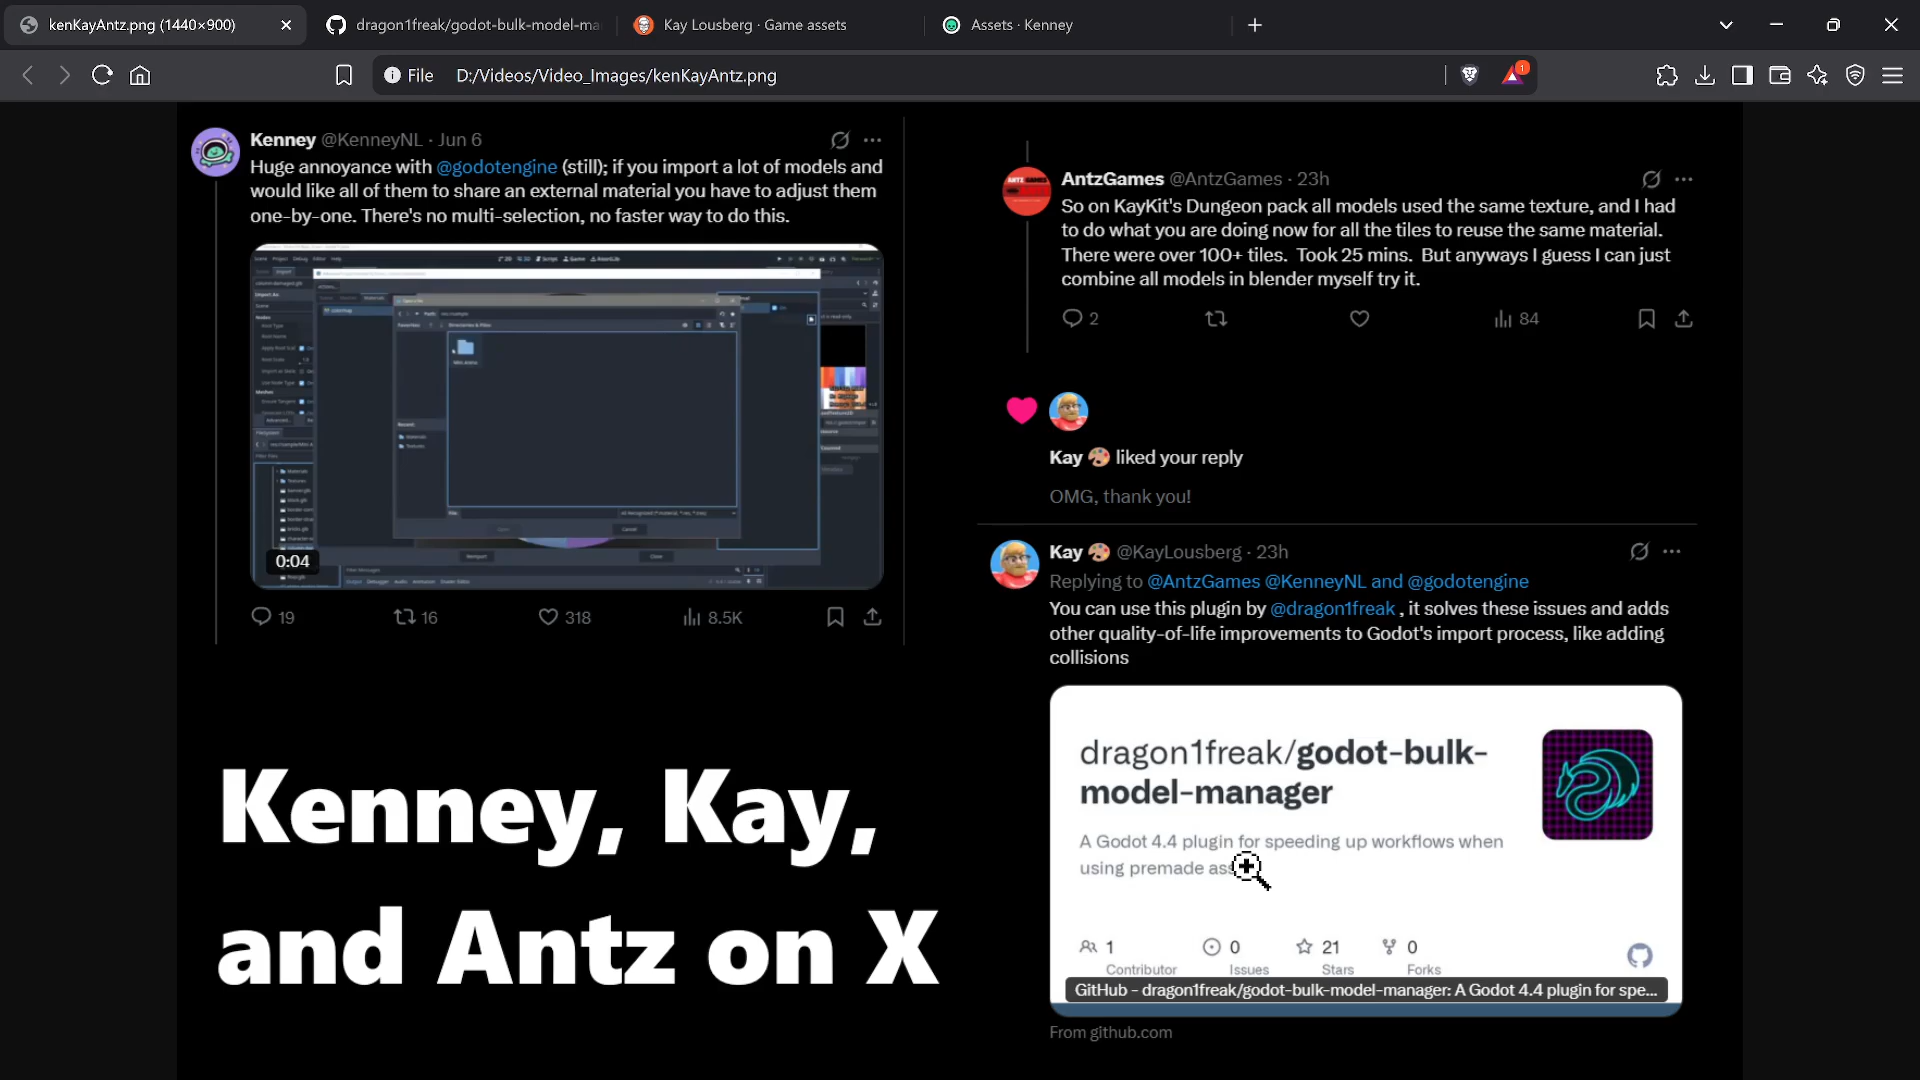 kenKayAntz.png (1440×900)
dragon1freak/godot-bulk-model-ma
Kay Lousberg · Game assets
Assets · Kenney
File
D:/Videos/Video_Images/kenKayAntz.png
1
Kenney @KenneyNL · Jun 6
Huge annoyance with @godotengine (still); if you import a lot of models and
would like all of them to share an external material you have to adjust them
one-by-one. There's no multi-selection, no faster way to do this.
0:04
19
16
318
8.5K
AntzGames @AntzGames · 23h
So on KayKit's Dungeon pack all models used the same texture, and I had
to do what you are doing now for all the tiles to reuse the same material.
There were over 100+ tiles. Took 25 mins. But anyways I guess I can just
combine all models in blender myself try it.
2
84
Kay 🎨 liked your reply
OMG, thank you!
Kay 🎨 @KayLousberg · 23h
Replying to @AntzGames @KenneyNL and @godotengine
You can use this plugin by @dragon1freak , it solves these issues and adds
other quality-of-life improvements to Godot's import process, like adding
collisions
dragon1freak/godot-bulk-
model-manager
A Godot 4.4 plugin for speeding up workflows when
using premade ass
1
Contributor
0
Issues
21
Stars
0
Forks
GitHub - dragon1freak/godot-bulk-model-manager: A Godot 4.4 plugin for spe...
From github.com
Kenney, Kay,
and Antz on X